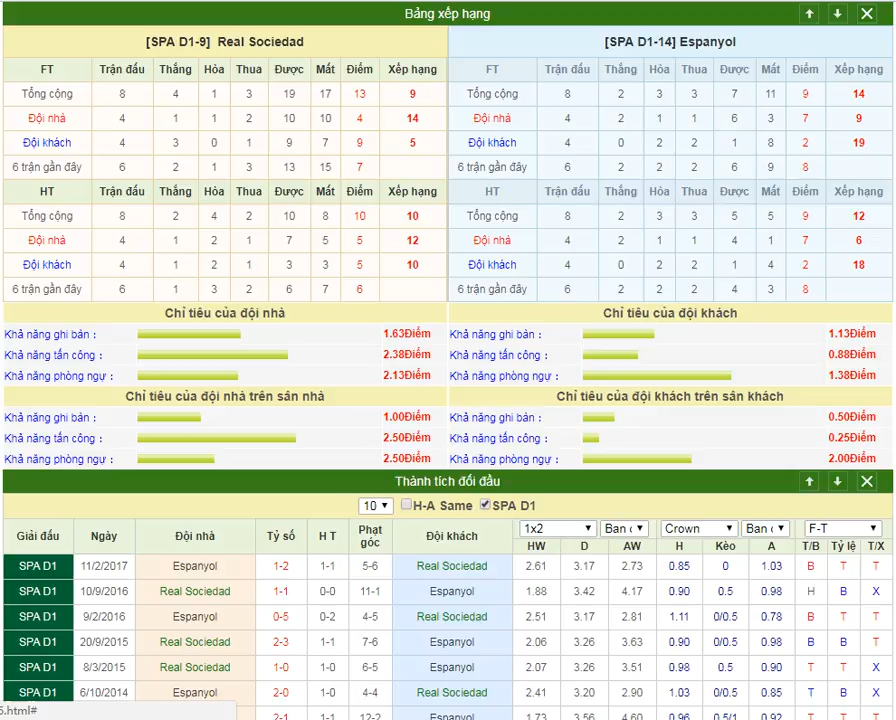 Bảng xếp hạng
[SPA D1-9] Real Sociedad [SPA D1-14] Espanyol
FT Trận đấu Thắng Hòa Thua Được Mất Điểm Xếp hạng FT Trận đấu Thắng Hòa Thua Được Mất Điểm Xếp hạng
Tổng cộng 8 4 1 3 19 17 13 9 Tổng cộng 8 2 3 3 7 11 9 14
Đội nhà 4 1 1 2 10 10 4 14 Đội nhà 4 2 1 1 6 3 7 9
Đội khách 4 3 0 1 9 7 9 5 Đội khách 4 0 2 2 1 8 2 19
6 trận gần đây 6 2 1 3 13 15 7 6 trận gần đây 6 2 2 2 6 9 8
HT Trận đấu Thắng Hòa Thua Được Mất Điểm Xếp hạng HT Trận đấu Thắng Hòa Thua Được Mất Điểm Xếp hạng
Tổng cộng 8 2 4 2 10 8 10 10 Tổng cộng 8 2 3 3 5 5 9 12
Đội nhà 4 1 2 1 7 5 5 12 Đội nhà 4 2 1 1 4 1 7 6
Đội khách 4 1 2 1 3 3 5 10 Đội khách 4 0 2 2 1 4 2 18
6 trận gần đây 6 1 3 2 6 7 6 6 trận gần đây 6 2 2 2 4 3 8
Chỉ tiêu của đội nhà Chỉ tiêu của đội khách
Khả năng ghi bàn : 1.63Điểm Khả năng ghi bàn : 1.13Điểm
Khả năng tấn công : 2.38Điểm Khả năng tấn công : 0.88Điểm
Khả năng phòng ngự : 2.13Điểm Khả năng phòng ngự : 1.38Điểm
Chỉ tiêu của đội nhà trên sân nhà Chỉ tiêu của đội khách trên sân khách
Khả năng ghi bàn : 1.00Điểm Khả năng ghi bàn : 0.50Điểm
Khả năng tấn công : 2.50Điểm Khả năng tấn công : 0.25Điểm
Khả năng phòng ngự : 2.50Điểm Khả năng phòng ngự : 2.00Điểm
Thành tích đối đầu
10 H-A Same SPA D1
Giải đấu Ngày Đội nhà Tỷ số H T Phạt góc Đội khách 1x2 Ban Crown Ban F-T
HW D AW H Kèo A T/B Tỷ lệ T/X
SPA D1 11/2/2017 Espanyol 1-2 1-1 5-6 Real Sociedad 2.61 3.17 2.73 0.85 0 1.03 B T T
SPA D1 10/9/2016 Real Sociedad 1-1 0-0 11-1 Espanyol 1.88 3.42 4.17 0.90 0.5 0.98 H B X
SPA D1 9/2/2016 Espanyol 0-5 0-2 4-5 Real Sociedad 2.51 3.17 2.81 1.11 0/0.5 0.78 B T T
SPA D1 20/9/2015 Real Sociedad 2-3 1-1 7-6 Espanyol 2.06 3.26 3.63 0.90 0/0.5 0.98 B B T
SPA D1 8/3/2015 Real Sociedad 1-0 1-0 6-5 Espanyol 2.07 3.26 3.51 0.98 0.5 0.90 T T X
SPA D1 6/10/2014 Espanyol 2-0 1-0 4-4 Real Sociedad 2.41 3.20 2.90 1.03 0/0.5 0.85 T B X
5.html# 2-1 1-1 12-2 1.73 3.56 4.60 0.96 0.5/1 0.92 T T T